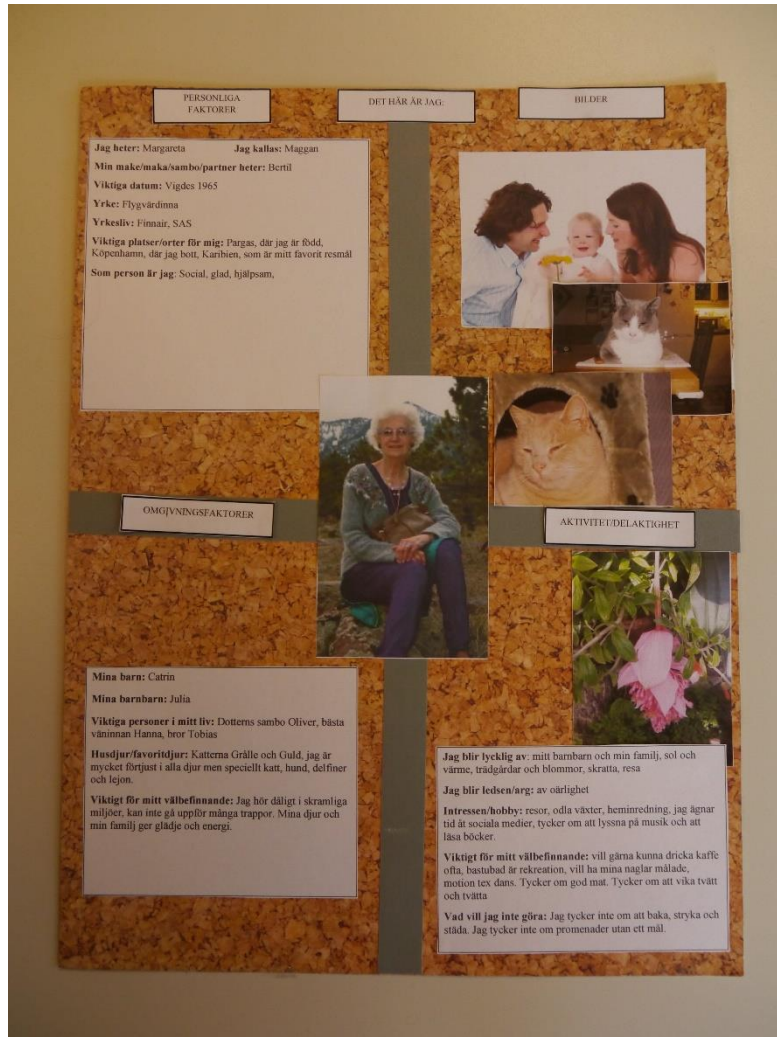 PERSONLIGA
FAKTORER
DET HÄR ÄR JAG:
BILDER
Jag heter: Margareta Jag kallas: Maggan
Min make/maka/sambo/partner heter: Bertil
Viktiga datum: Vigdes 1965
Yrke: Flygvärdinna
Yrkesliv: Finnair, SAS
Viktiga platser/orter för mig: Pargas, där jag är född,
Köpenhamn, där jag bott, Karibien, som är mitt favorit resmål
Som person är jag: Social, glad, hjälpsam,
OMGIVNINGSFAKTORER
AKTIVITET/DELAKTIGHET
Mina barn: Catrin
Mina barnbarn: Julia
Viktiga personer i mitt liv: Dotterns sambo Oliver, bästa
väninnan Hanna, bror Tobias
Husdjur/favoritdjur: Katterna Grålle och Guld, jag är
mycket förtjust i alla djur men speciellt katt, hund, delfiner
och lejon.
Viktigt för mitt välbefinnande: Jag hör dåligt i skramliga
miljöer, kan inte gå uppför många trappor. Mina djur och
min familj ger glädje och energi.
Jag blir lycklig av: mitt barnbarn och min familj, sol och
värme, trädgårdar och blommor, skratta, resa
Jag blir ledsen/arg: av oärlighet
Intressen/hobby: resor, odla växter, heminredning, jag ägnar
tid åt sociala medier, tycker om att lyssna på musik och att
läsa böcker.
Viktigt för mitt välbefinnande: vill gärna kunna dricka kaffe
ofta, bastubad är rekreation, vill ha mina naglar målade,
motion tex dans. Tycker om god mat. Tycker om att vika tvätt
och tvätta
Vad vill jag inte göra: Jag tycker inte om att baka, stryka och
städa. Jag tycker inte om promenader utan ett mål.